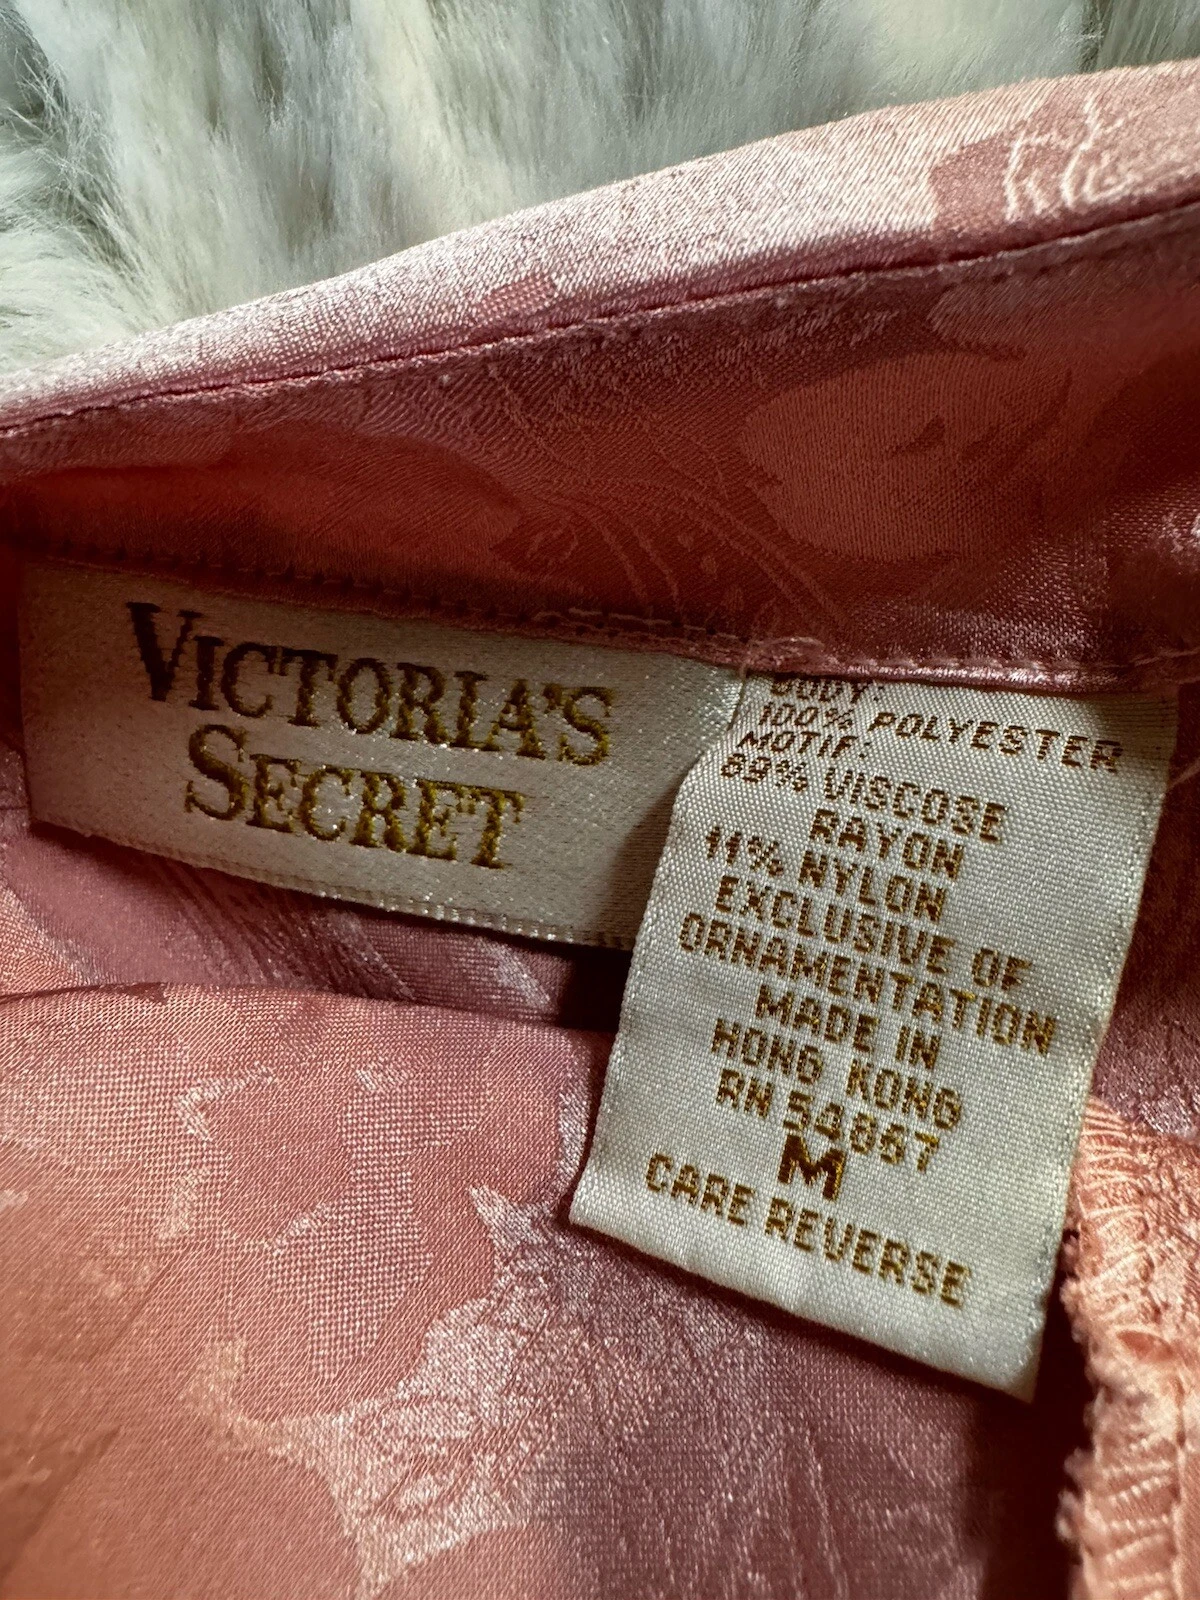 VICTORIA'S
SECRET
BODY:
100% POLYESTER
MOTIF:
89% VISCOSE
RAYON
11% NYLON
EXCLUSIVE OF
ORNAMENTATION
MADE IN
HONG KONG
RN 54867
M
CARE REVERSE